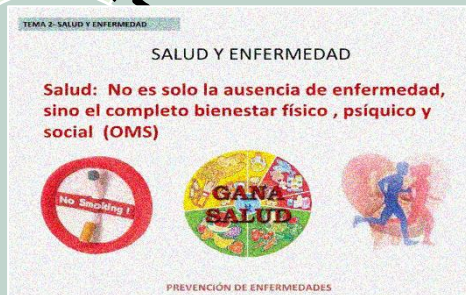 TEMA 2- SALUD Y ENFERMEDAD
SALUD Y ENFERMEDAD
Salud: No es solo la ausencia de enfermedad,
sino el completo bienestar físico , psíquico y
social (OMS)
No Smoking !
GANA
SALUD
PREVENCIÓN DE ENFERMEDADES